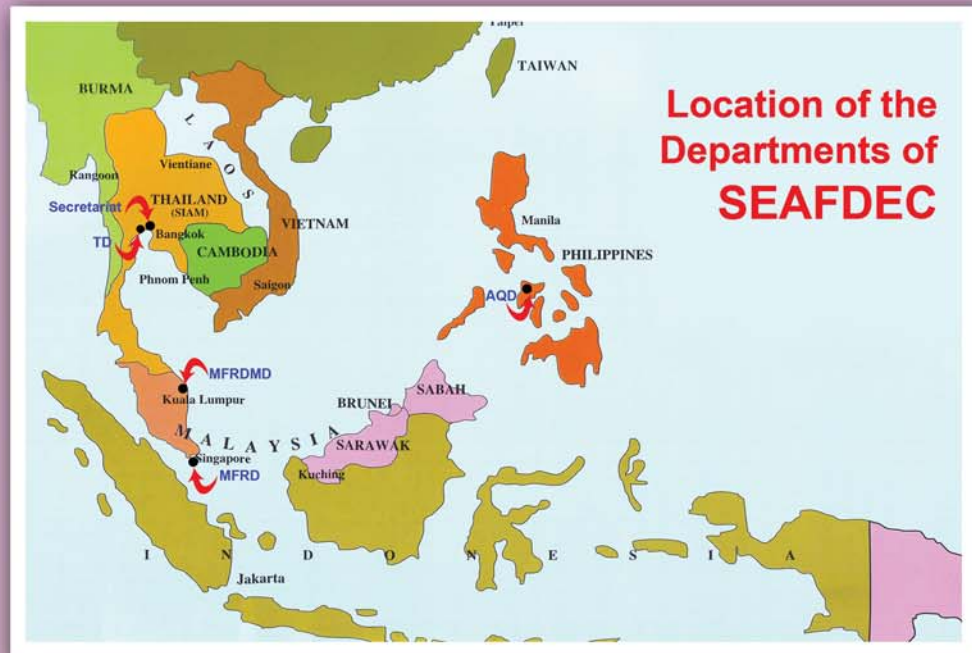 Taipei
TAIWAN
Location of the
Departments of
SEAFDEC
BURMA
LAOS
Vientiane
Rangoon
THAILAND
(SIAM)
Secretariat
Bangkok
TD
VIETNAM
CAMBODIA
Phnom Penh
Saigon
Manila
PHILIPPINES
AQD
MFRDMD
Kuala Lumpur
MALAYSIA
BRUNEI
SABAH
SARAWAK
Singapore
Kuching
MFRD
INDONESIA
Jakarta